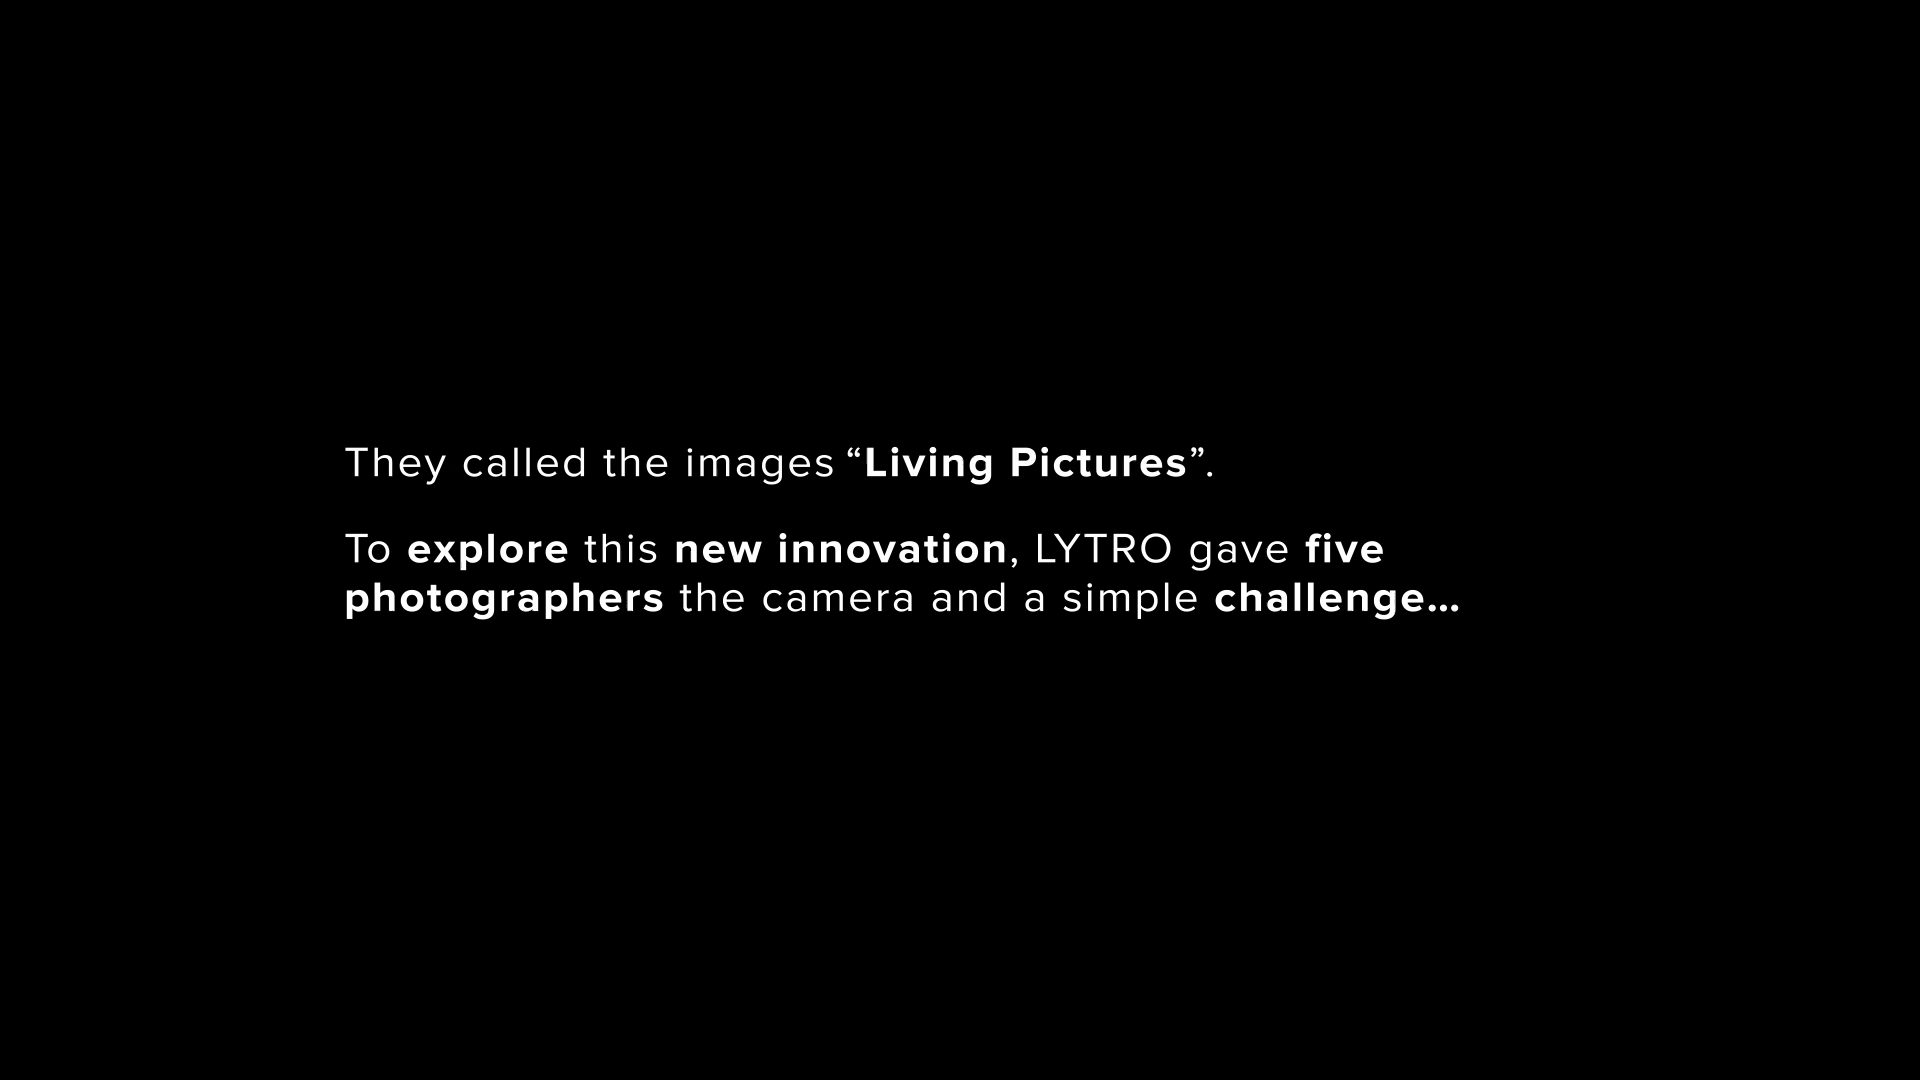 They called the images “Living Pictures”.
To explore this new innovation, LYTRO gave five
photographers the camera and a simple challenge...